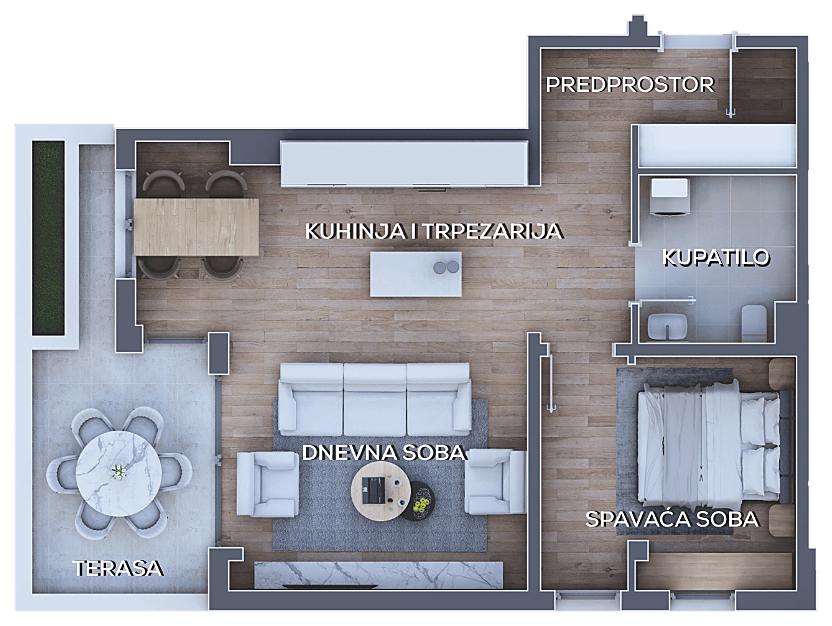 PREDPROSTOR
KUHINJA I TRPEZARIJA
KUPATILO
DNEVNA SOBA
SPAVAĆA SOBA
TERASA